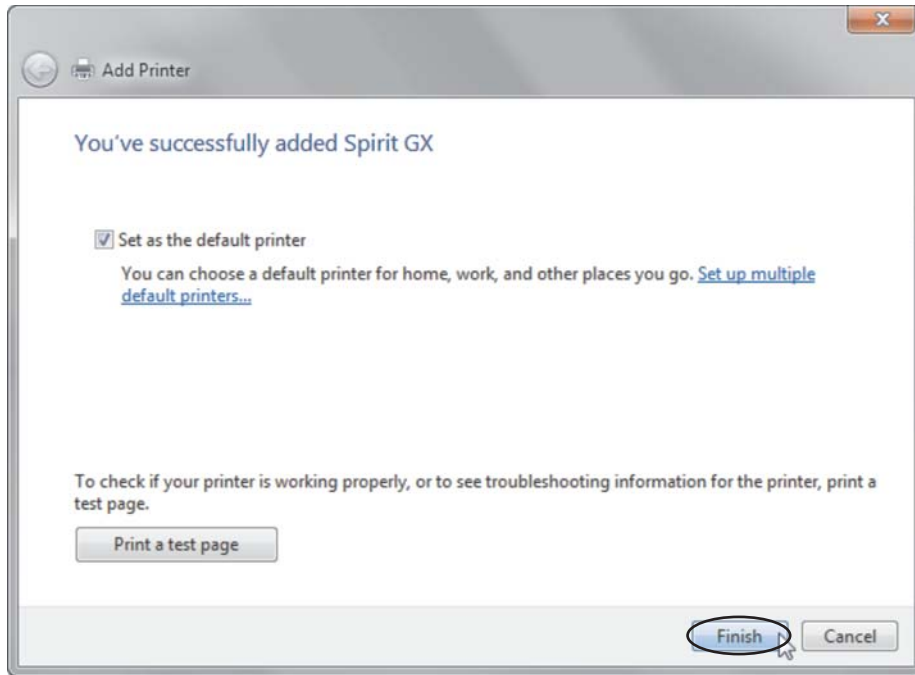 Add Printer
You've successfully added Spirit GX
Set as the default printer
You can choose a default printer for home, work, and other places you go. Set up multiple
default printers...
To check if your printer is working properly, or to see troubleshooting information for the printer, print a
test page.
Print a test page
Finish
Cancel